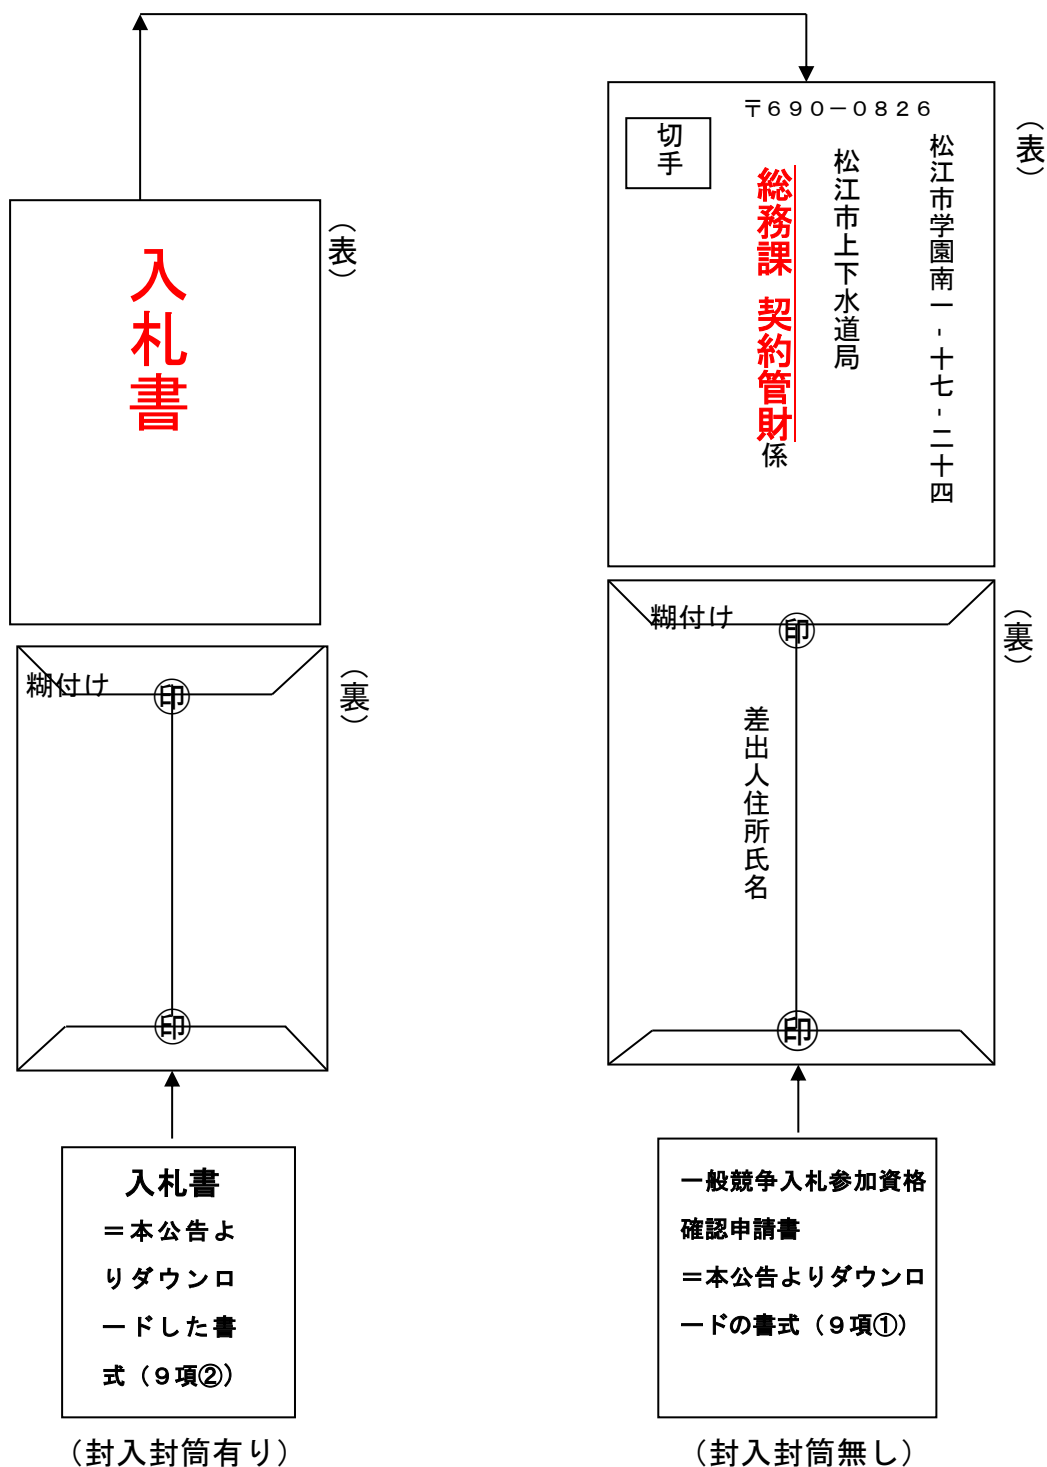 入札書
（表）
糊付け
㊞
㊞
（裏）
入札書
＝本公告よ
りダウンロ
ードした書
式（９項②）
（封入封筒有り）
〒６９０－０８２６
切手
松江市学園南一‐十七‐二十四
松江市上下水道局
総務課 契約管財係
（表）
糊付け
㊞
差出人住所氏名
㊞
（裏）
一般競争入札参加資格
確認申請書
＝本公告よりダウンロ
ードの書式（９項①）
（封入封筒無し）